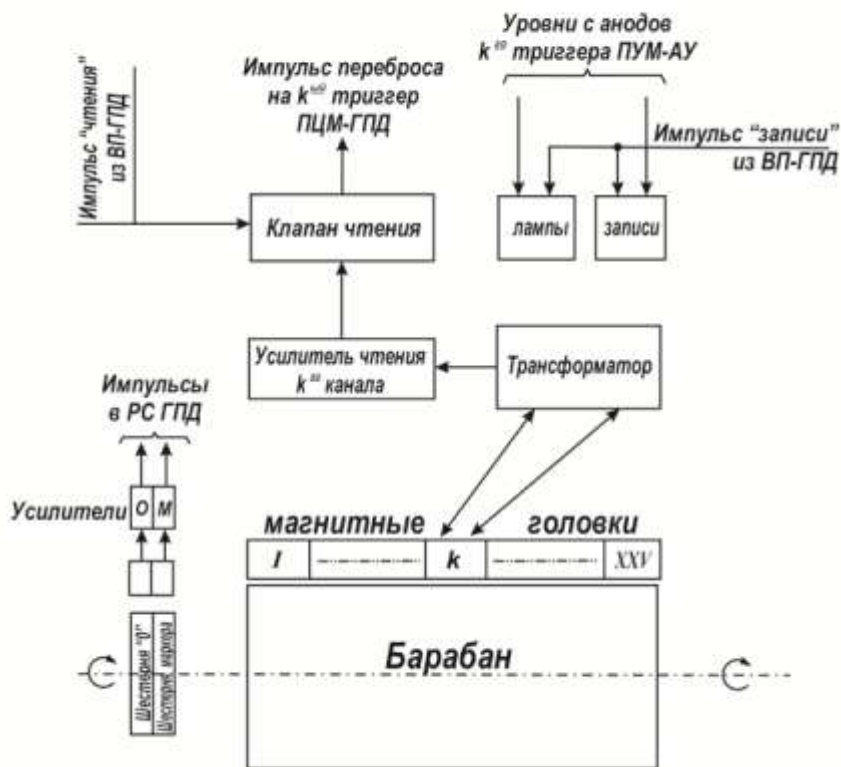 Уровни с анодов
k го триггера ПУМ-АУ
Импульс переброса
на k ый триггер
ПЦМ-ГПД
Импульс "чтения"
из ВП-ГПД
Импульс "записи"
из ВП-ГПД
Клапан чтения
лампы
записи
Усилитель чтения
k го канала
Трансформатор
Импульсы
в РС ГПД
Усилители
О
М
магнитные
головки
I
k
XXV
Шестерня "0"
Шестерня маркера
Барабан